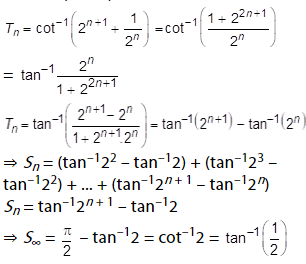 Tₙ = cot⁻¹(2ⁿ⁺¹ + 1/2ⁿ) = cot⁻¹((1 + 2²ⁿ⁺¹)/2ⁿ)
= tan⁻¹ 2ⁿ/(1 + 2²ⁿ⁺¹)
Tₙ = tan⁻¹((2ⁿ⁺¹ – 2ⁿ)/(1 + 2ⁿ⁺¹.2ⁿ)) = tan⁻¹(2ⁿ⁺¹) – tan⁻¹(2ⁿ)
⇒ Sₙ = (tan⁻¹2² – tan⁻¹2) + (tan⁻¹2³ –
tan⁻¹2²) + ... + (tan⁻¹2ⁿ⁺¹ – tan⁻¹2ⁿ)
Sₙ = tan⁻¹2ⁿ⁺¹ – tan⁻¹2
⇒ S∞ = π/2 – tan⁻¹2 = cot⁻¹2 = tan⁻¹(1/2)